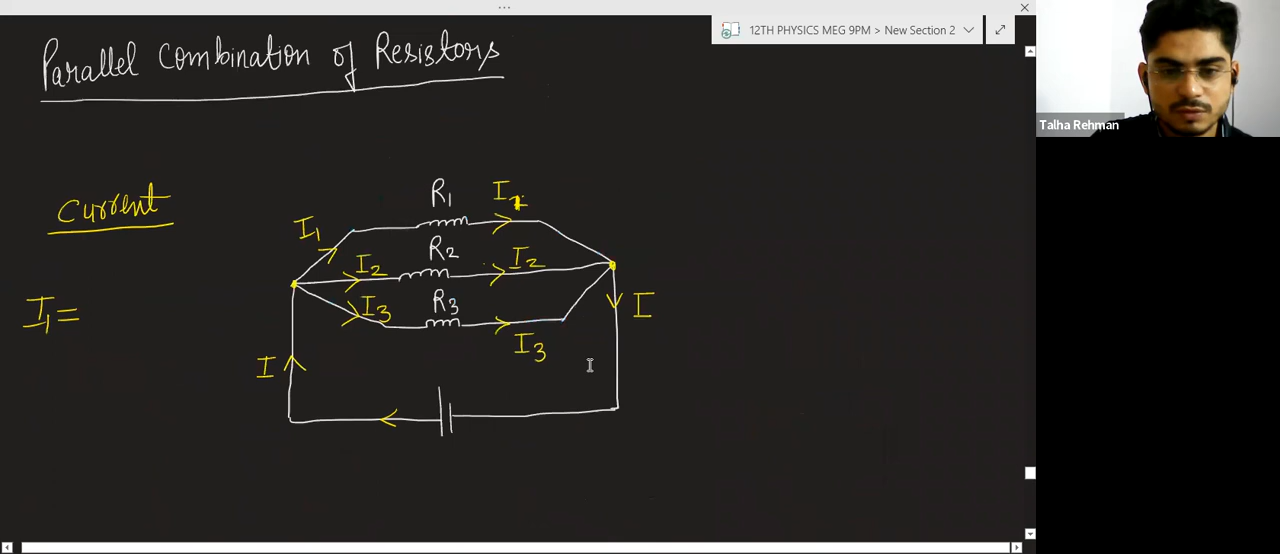 12TH PHYSICS MEG 9PM > New Section 2
Parallel Combination of Resistors
Talha Rehman
Current
R1
I1
I1
R2
I2
I2
I3
R3
I3
I1 =
I
I